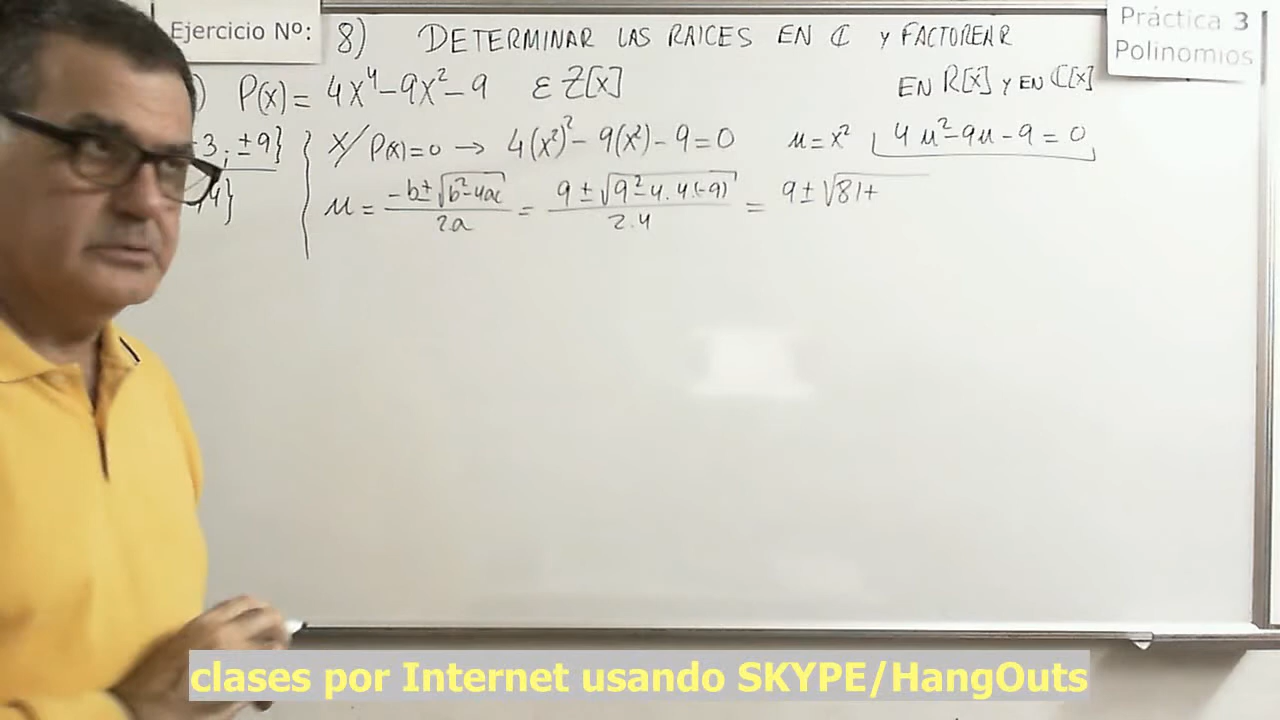 Ejercicio Nº: 8) DETERMINAR LAS RAICES EN ℂ Y FACTOREAR
Práctica 3
Polinomios
) P(x) = 4x⁴ - 9x² - 9 ε Z[x] EN R[x] Y EN ℂ[x]
3; ±9} X/P(x)=0 → 4(x²)² - 9(x²) - 9 = 0 u = x² 4u² - 9u - 9 = 0
4} u = (-b ± √(b² - 4ac))/2a = (9 ± √(9² - 4.4.(-9)))/2.4 = 9 ± √81+
clases por Internet usando SKYPE/HangOuts